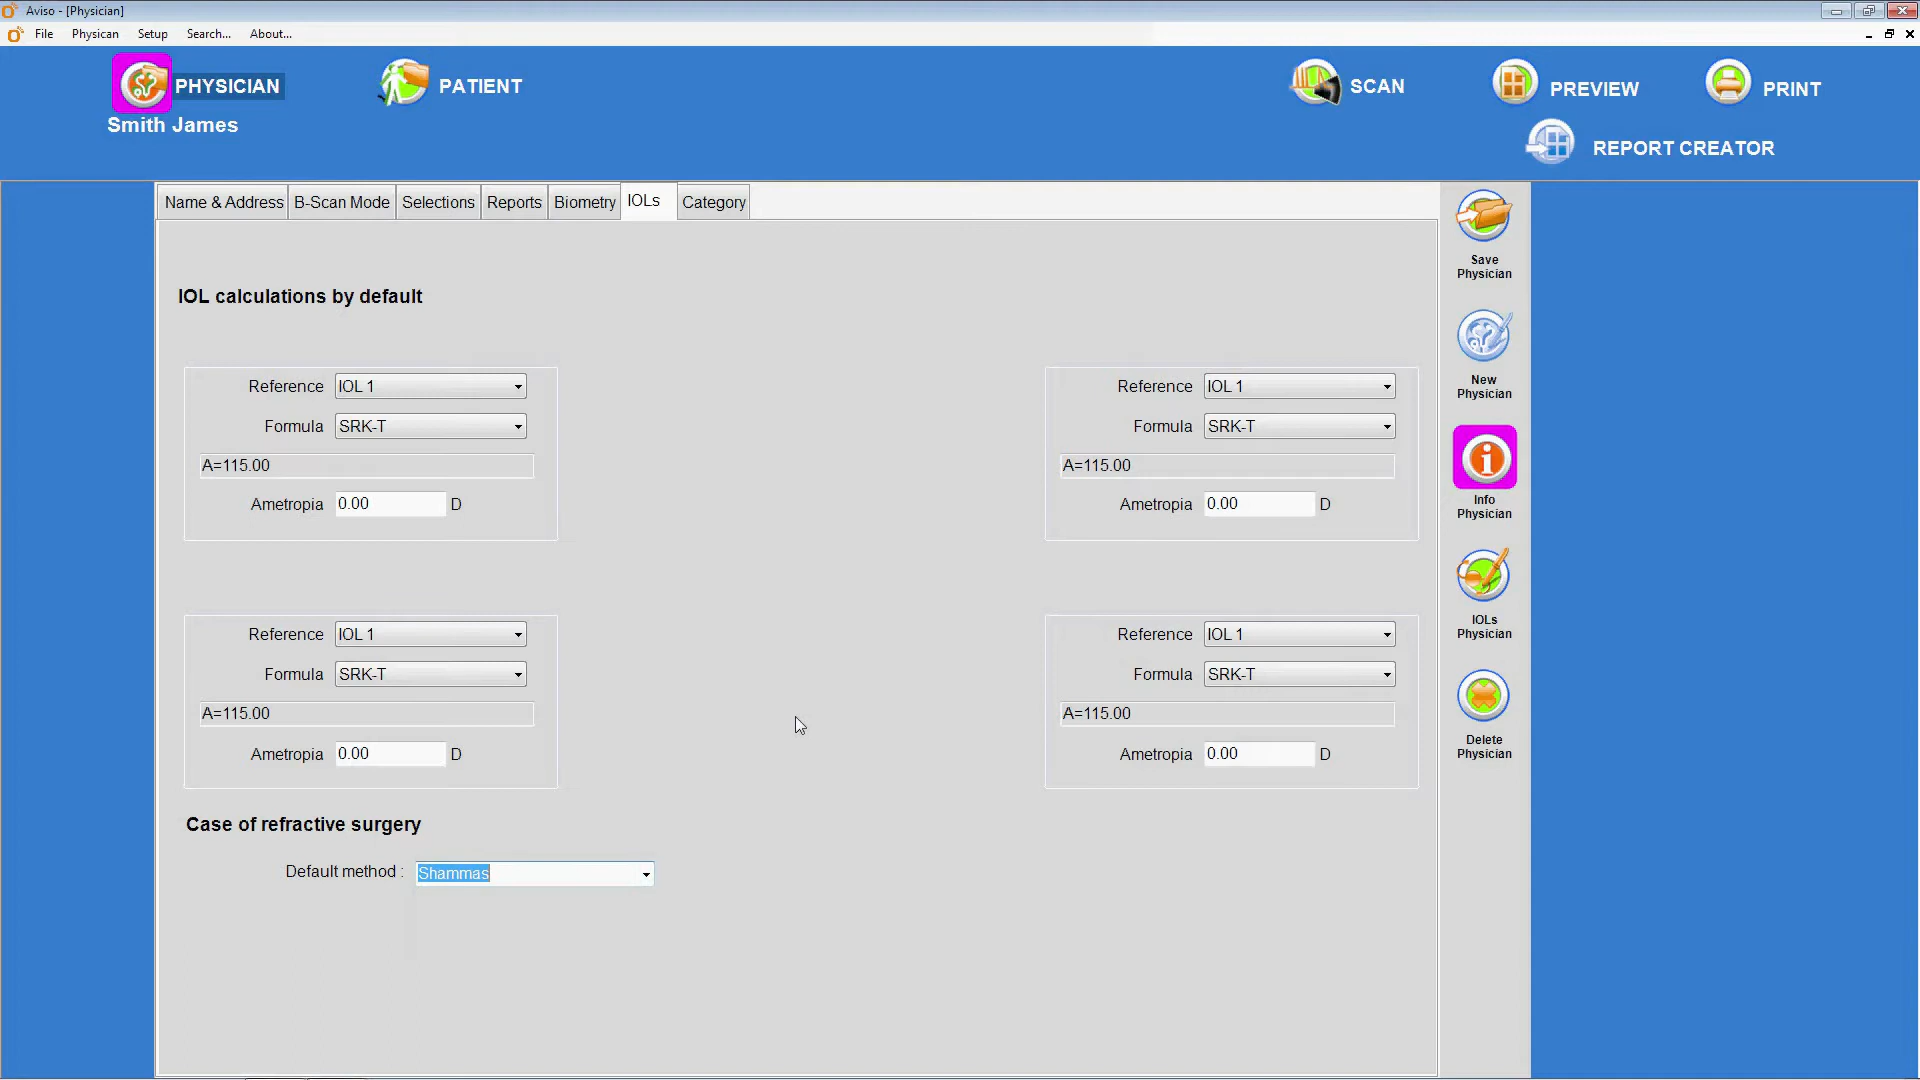 Aviso - [Physician]
File Physican Setup Search... About...
PHYSICIAN
Smith James
PATIENT
SCAN
PREVIEW
PRINT
REPORT CREATOR
Name & Address B-Scan Mode Selections Reports Biometry IOLs Category
IOL calculations by default
Reference IOL 1
Formula SRK-T
A=115.00
Ametropia 0.00 D
Reference IOL 1
Formula SRK-T
A=115.00
Ametropia 0.00 D
Reference IOL 1
Formula SRK-T
A=115.00
Ametropia 0.00 D
Reference IOL 1
Formula SRK-T
A=115.00
Ametropia 0.00 D
Case of refractive surgery
Default method : Shammas
Save
Physician
New
Physician
Info
Physician
IOLs
Physician
Delete
Physician